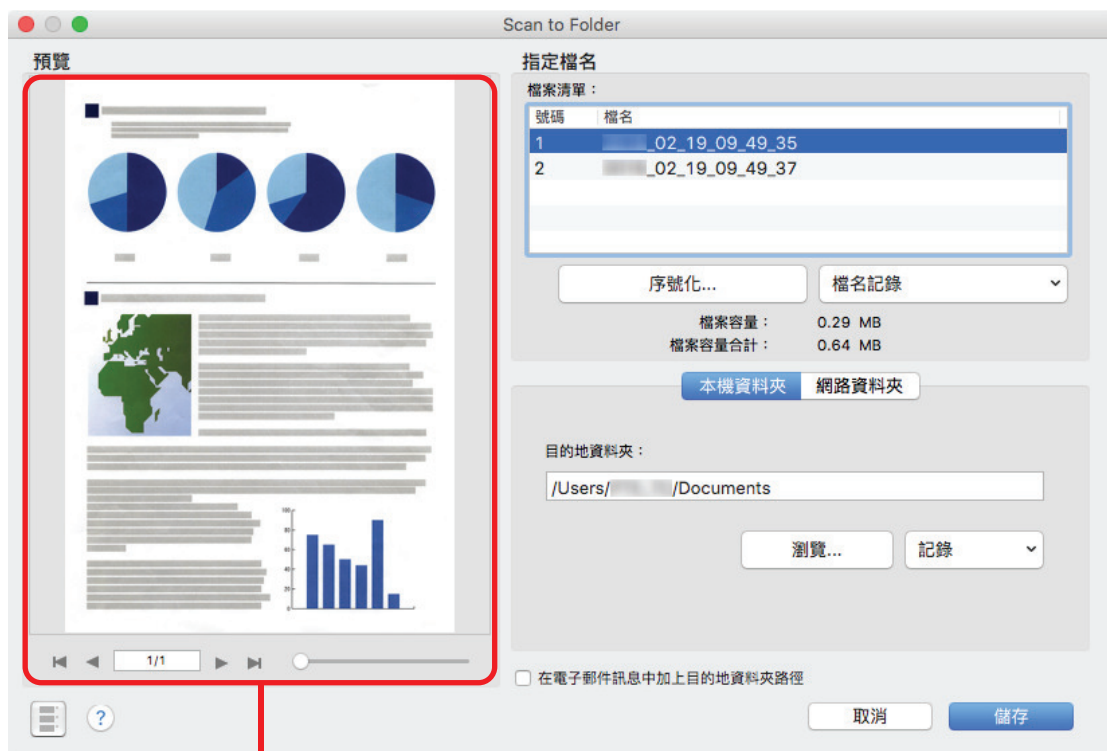 Scan to Folder
預覽
1/1
指定檔名
檔案清單：
號碼 檔名
1 _02_19_09_49_35
2 _02_19_09_49_37
序號化... 檔名記錄
檔案容量： 0.29 MB
檔案容量合計： 0.64 MB
本機資料夾 網路資料夾
目的地資料夾：
/Users/ /Documents
瀏覽... 記錄
在電子郵件訊息中加上目的地資料夾路徑
? 取消 儲存